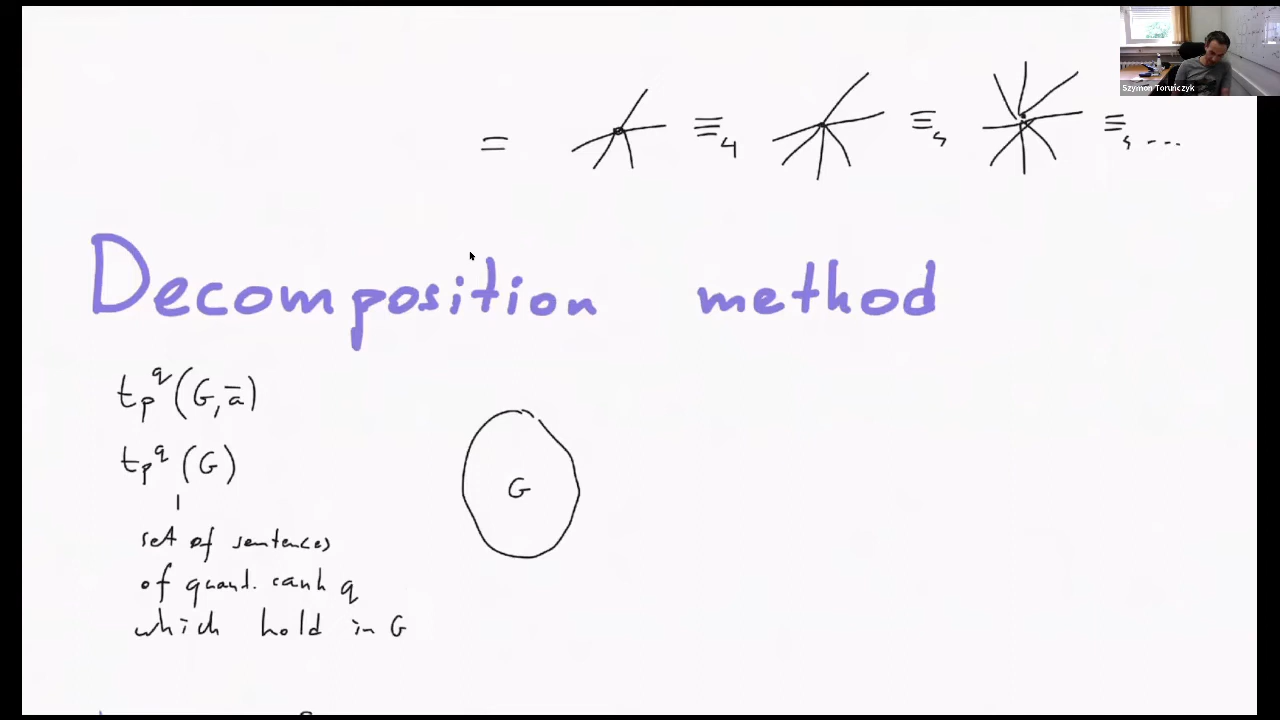 Szymon Toruńczyk
= ≡₄ ≡₄ ≡₄ ...
Decomposition method
tp^q (G, ā)
tp^q (G)
G
set of sentences
of quant. rank q
which hold in G